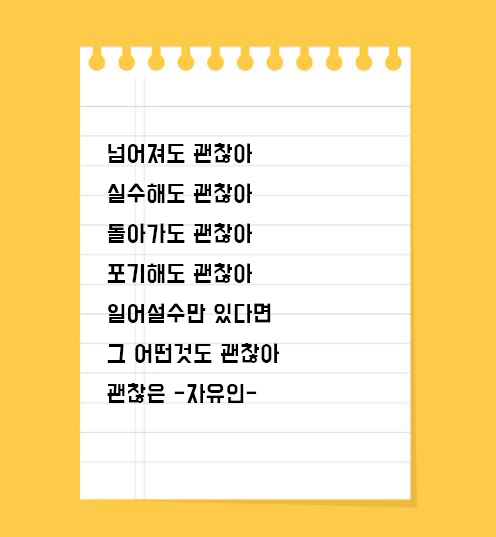 넘어져도 괜찮아
실수해도 괜찮아
돌아가도 괜찮아
포기해도 괜찮아
일어설수만 있다면
그 어떤것도 괜찮아
괜찮은 -자유인-